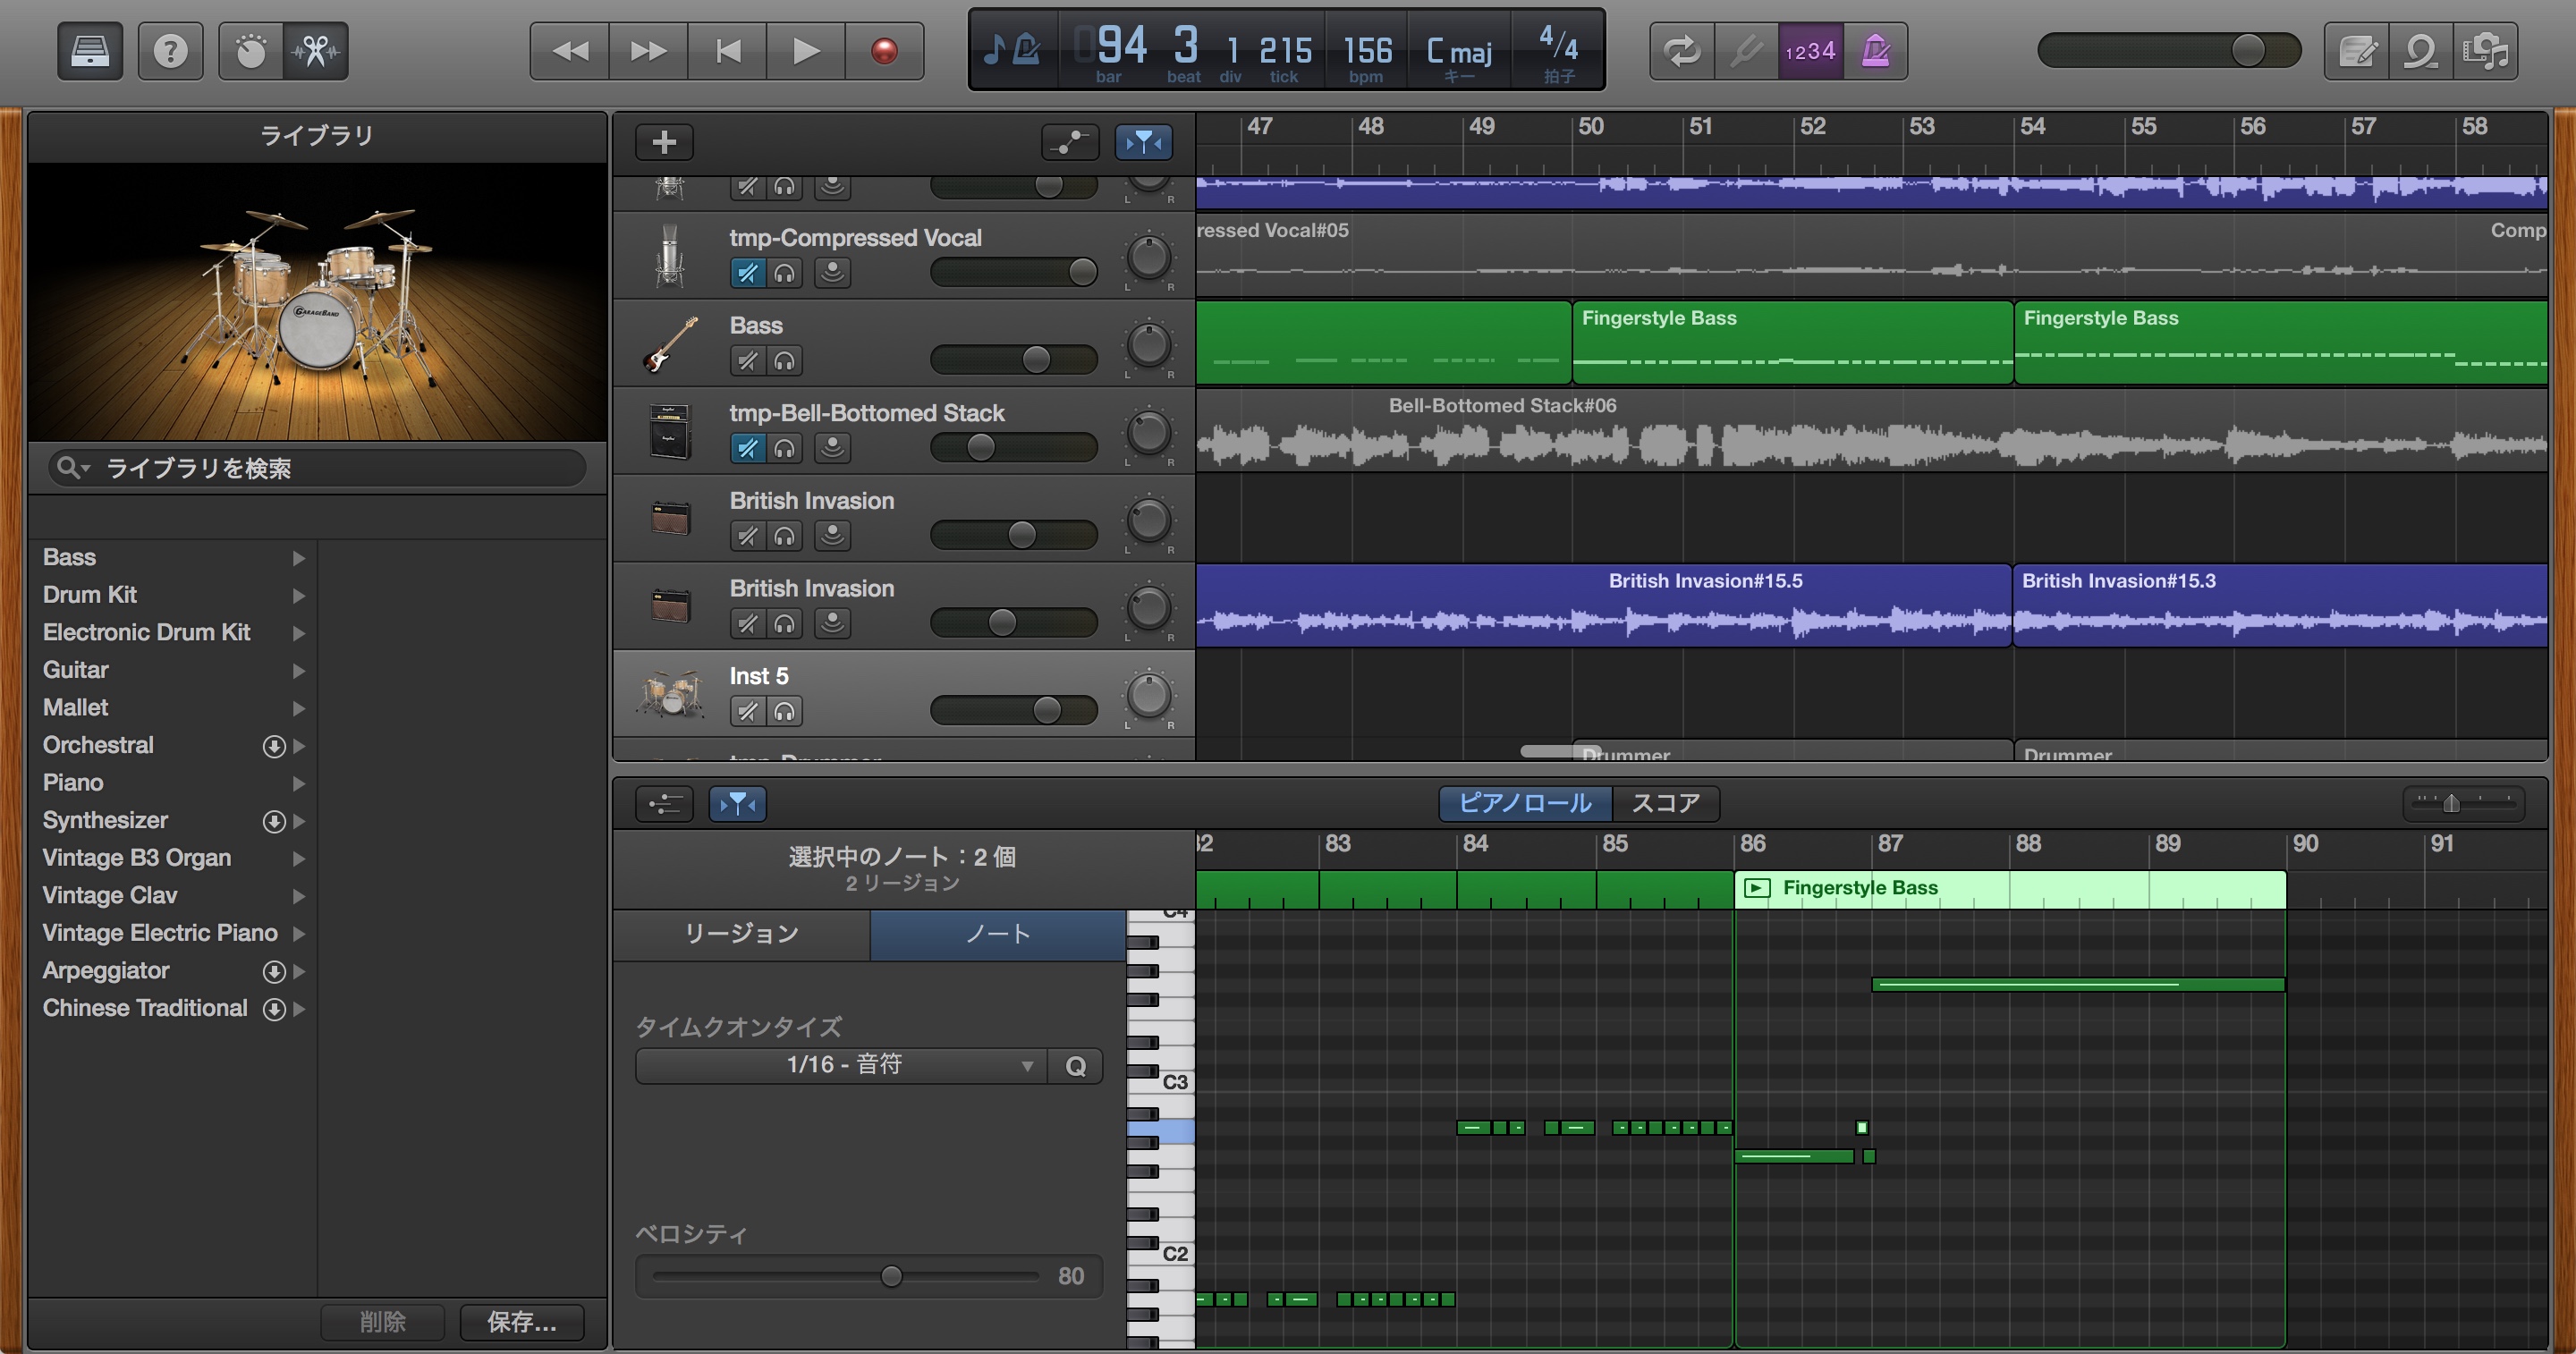 94 3 1 215 156 C maj 4/4
bar beat div tick bpm キー 拍子
1234
ライブラリ
GARAGEBAND
ライブラリを検索
Bass
Drum Kit
Electronic Drum Kit
Guitar
Mallet
Orchestral
Piano
Synthesizer
Vintage B3 Organ
Vintage Clav
Vintage Electric Piano
Arpeggiator
Chinese Traditional
削除 保存...
47 48 49 50 51 52 53 54 55 56 57 58
L R
tmp-Compressed Vocal
L R
ressed Vocal#05 Comp
Bass
L R
Fingerstyle Bass Fingerstyle Bass
tmp-Bell-Bottomed Stack
L R
Bell-Bottomed Stack#06
British Invasion
L R
British Invasion
L R
British Invasion#15.5 British Invasion#15.3
Inst 5
L R
tmp-Drummer
Drummer Drummer
ピアノロール スコア
選択中のノート：2 個
2 リージョン
82 83 84 85 86 87 88 89 90 91
Fingerstyle Bass
リージョン ノート
タイムクオンタイズ
1/16 - 音符 Q
ベロシティ
80
C4
C3
C2